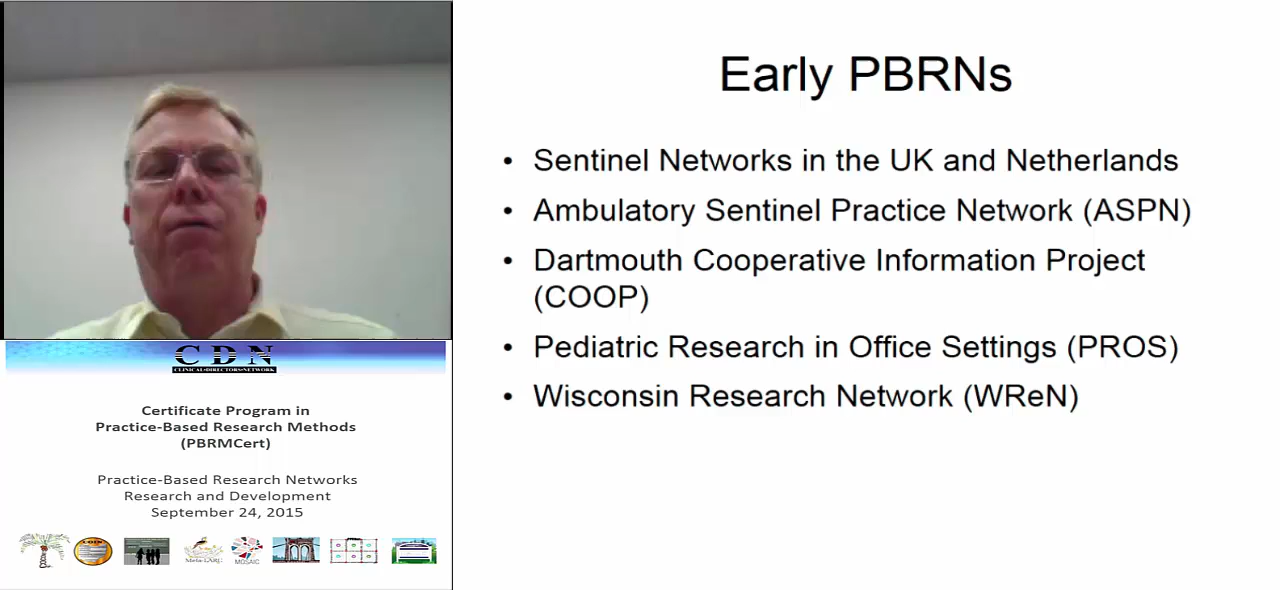 Early PBRNs
• Sentinel Networks in the UK and Netherlands
• Ambulatory Sentinel Practice Network (ASPN)
• Dartmouth Cooperative Information Project
(COOP)
• Pediatric Research in Office Settings (PROS)
• Wisconsin Research Network (WReN)
CDN
CLINICAL•DIRECTORS•NETWORK
Certificate Program in
Practice-Based Research Methods
(PBRMCert)
Practice-Based Research Networks
Research and Development
September 24, 2015
MOSAIC